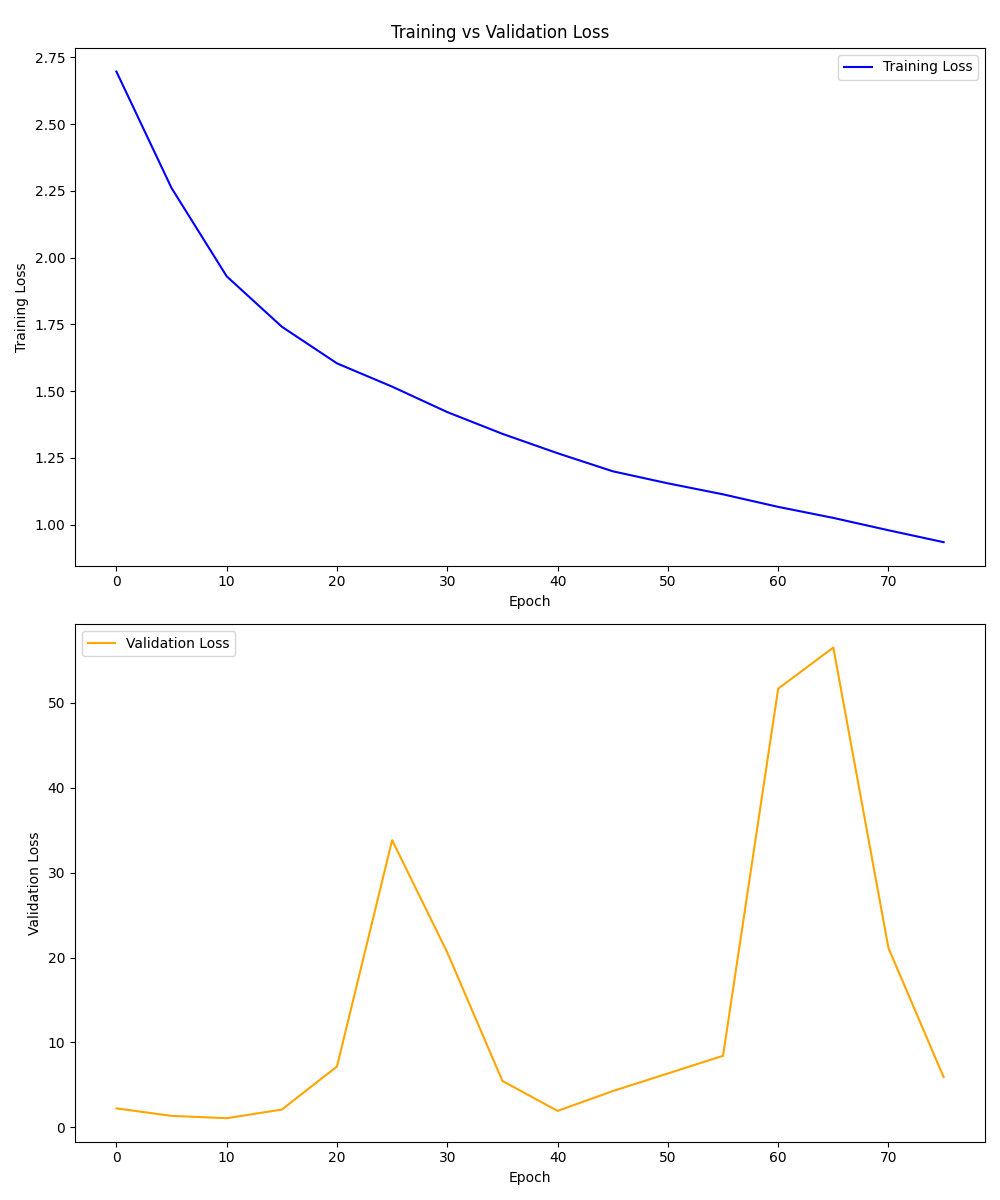 Training vs Validation Loss
Training Loss
2.75
2.50
2.25
2.00
1.75
1.50
1.25
1.00
Training Loss
0 10 20 30 40 50 60 70
Epoch
Validation Loss
50
40
30
20
10
0
Validation Loss
0 10 20 30 40 50 60 70
Epoch